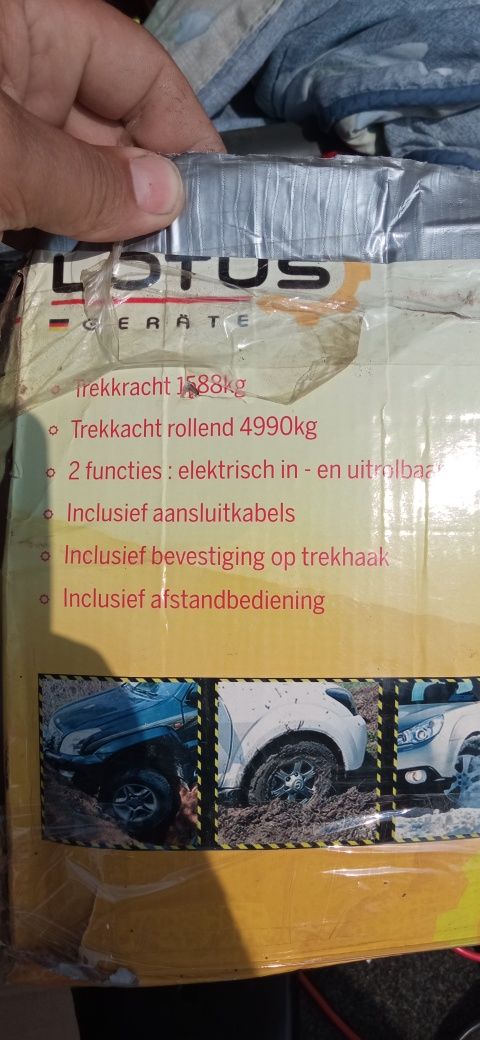 LOTUS
GERÄTE
Trekkracht 1588kg
Trekkacht rollend 4990kg
2 functies : elektrisch in - en uitrolbaar
Inclusief aansluitkabels
Inclusief bevestiging op trekhaak
Inclusief afstandbediening